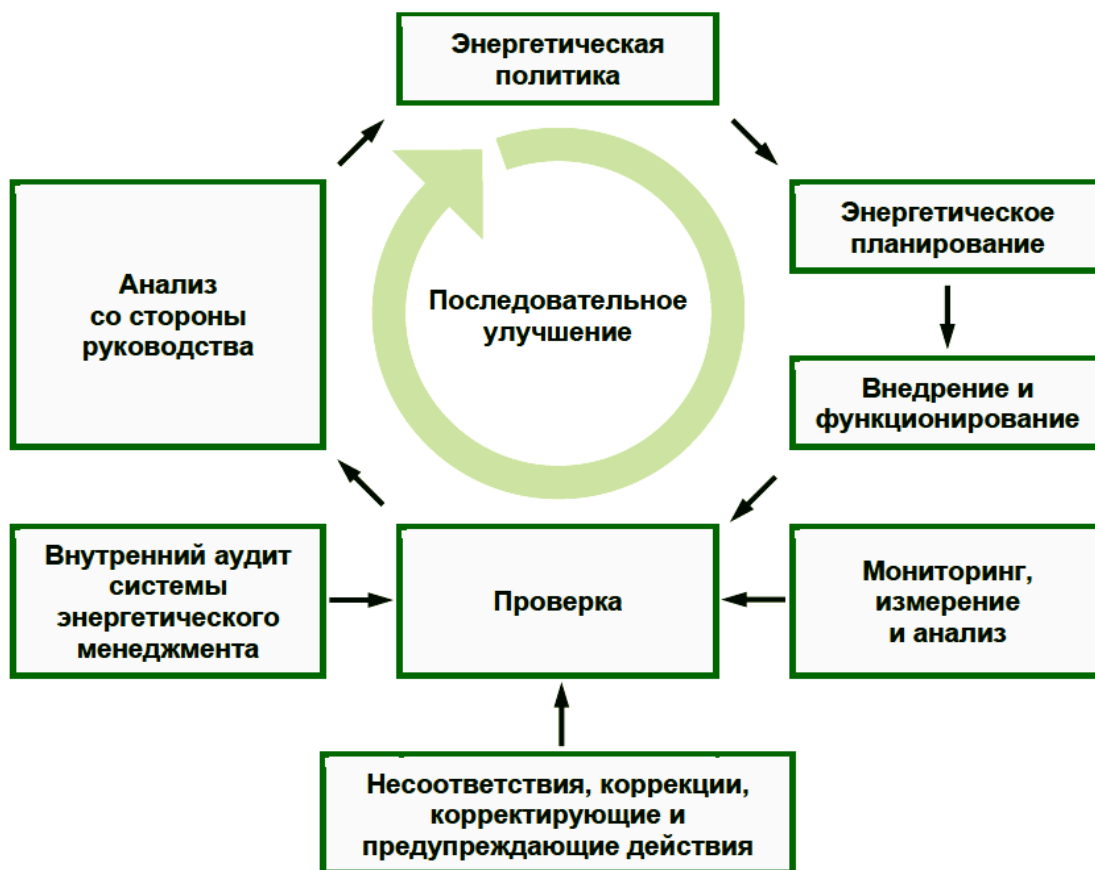 Энергетическая
политика
Энергетическое
планирование
Анализ
со стороны
руководства
Последовательное
улучшение
Внедрение и
функционирование
Внутренний аудит
системы
энергетического
менеджмента
Проверка
Мониторинг,
измерение
и анализ
Несоответствия, коррекции,
корректирующие и
предупреждающие действия